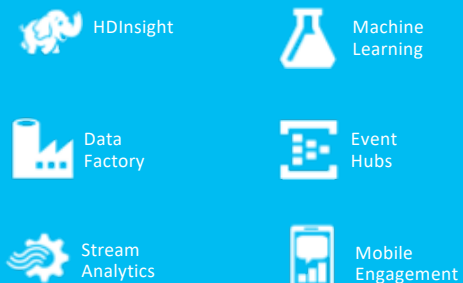 HDInsight
Machine
Learning
Data
Factory
Event
Hubs
Stream
Analytics
Mobile
Engagement